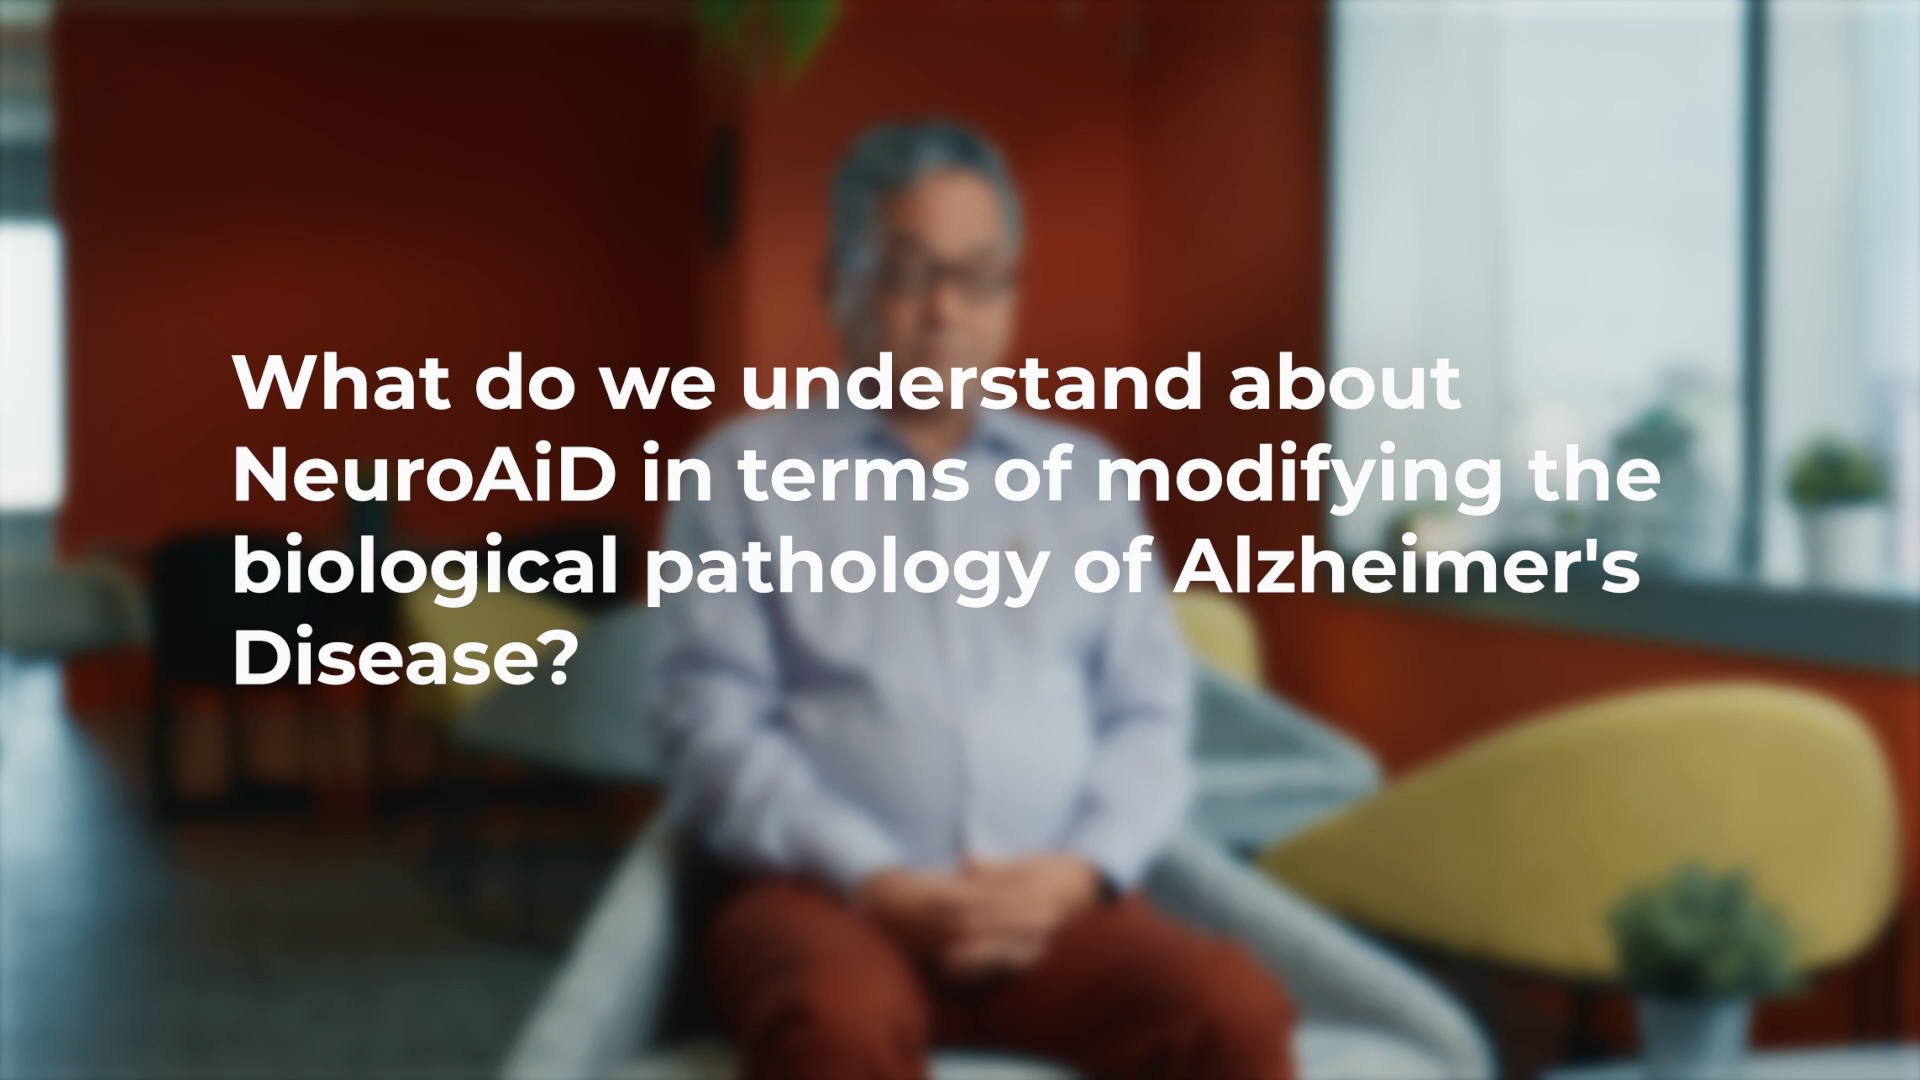 What do we understand about
NeuroAiD in terms of modifying the
biological pathology of Alzheimer's
Disease?